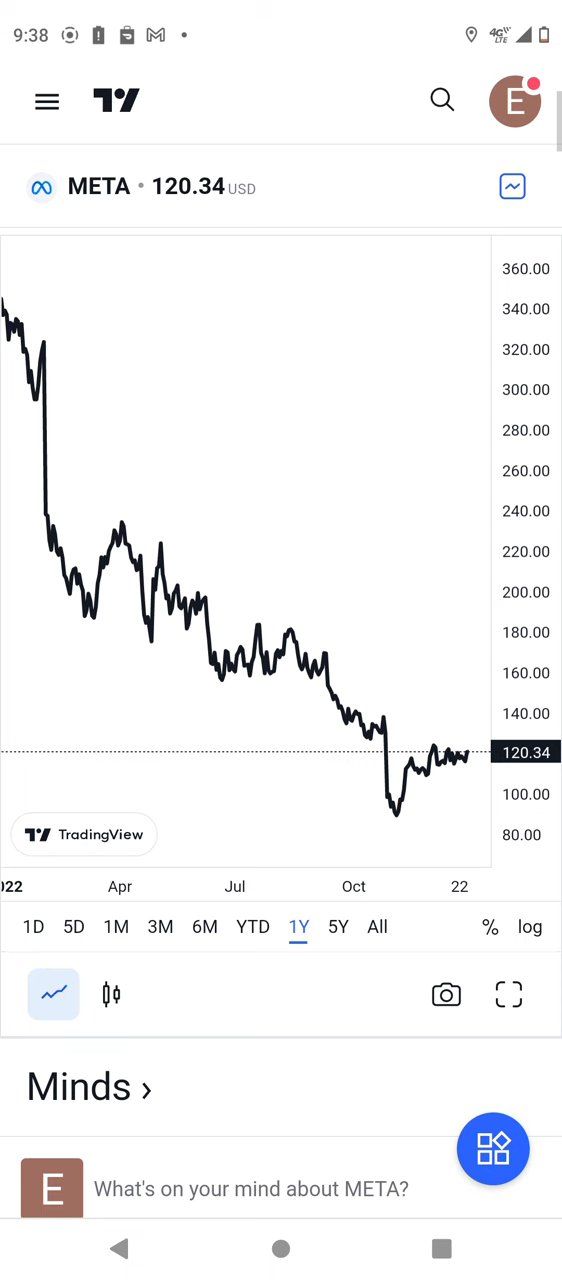 9:38
4G LTE
E
META • 120.34 USD
360.00
340.00
320.00
300.00
280.00
260.00
240.00
220.00
200.00
180.00
160.00
140.00
120.34
100.00
80.00
TradingView
022 Apr Jul Oct 22
1D 5D 1M 3M 6M YTD 1Y 5Y All % log
Minds ›
E What's on your mind about META?